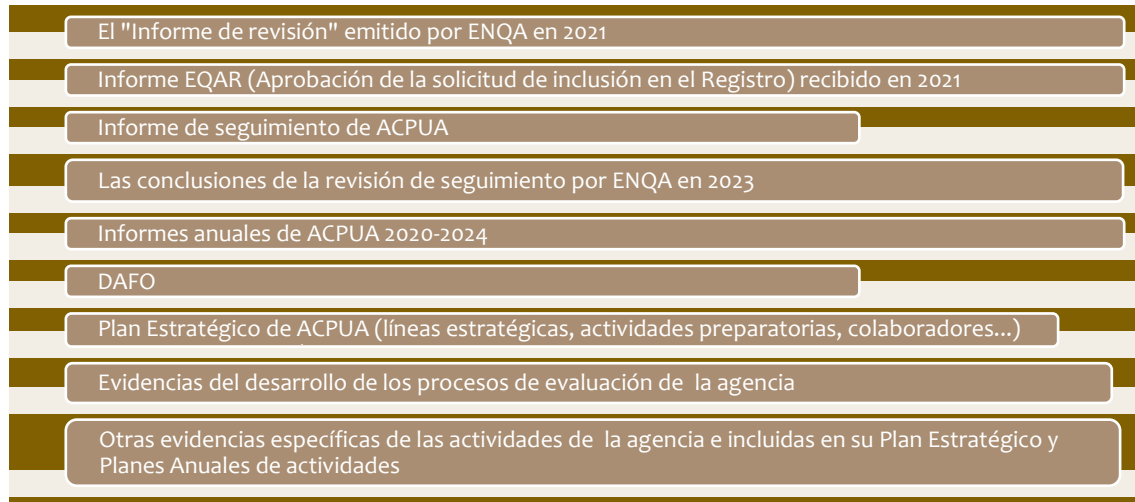 El "Informe de revisión" emitido por ENQA en 2021
Informe EQAR (Aprobación de la solicitud de inclusión en el Registro) recibido en 2021
Informe de seguimiento de ACPUA
Las conclusiones de la revisión de seguimiento por ENQA en 2023
Informes anuales de ACPUA 2020-2024
DAFO
Plan Estratégico de ACPUA (líneas estratégicas, actividades preparatorias, colaboradores...)
Evidencias del desarrollo de los procesos de evaluación de la agencia
Otras evidencias específicas de las actividades de la agencia e incluidas en su Plan Estratégico y
Planes Anuales de actividades